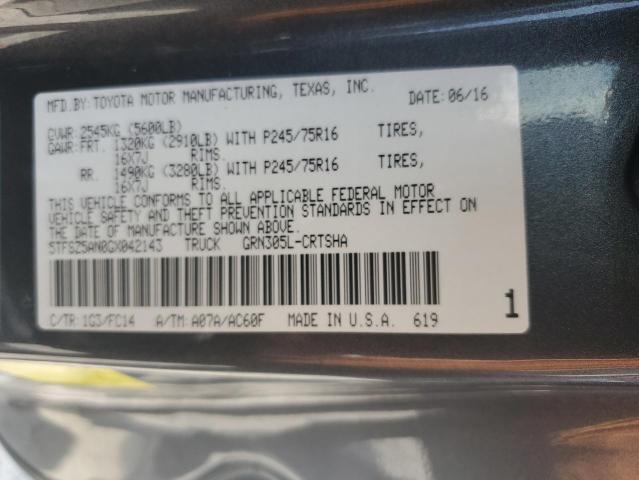 MFD.BY:TOYOTA MOTOR MANUFACTURING, TEXAS, INC.
DATE:06/16
GVWR:2545KG (5600LB)
GAWR:FRT. 1320KG (2910LB) WITH P245/75R16 TIRES,
16X7J RIMS.
RR. 1490KG (3280LB) WITH P245/75R16 TIRES,
16X7J RIMS.
THIS VEHICLE CONFORMS TO ALL APPLICABLE FEDERAL MOTOR
VEHICLE SAFETY AND THEFT PREVENTION STANDARDS IN EFFECT ON
THE DATE OF MANUFACTURE SHOWN ABOVE.
5TFSZ5AN0GX042143 TRUCK GRN305L-CRTSHA
C/TR:1G3/FC14 A/TM:A07A/AC60F MADE IN U.S.A. 619
1